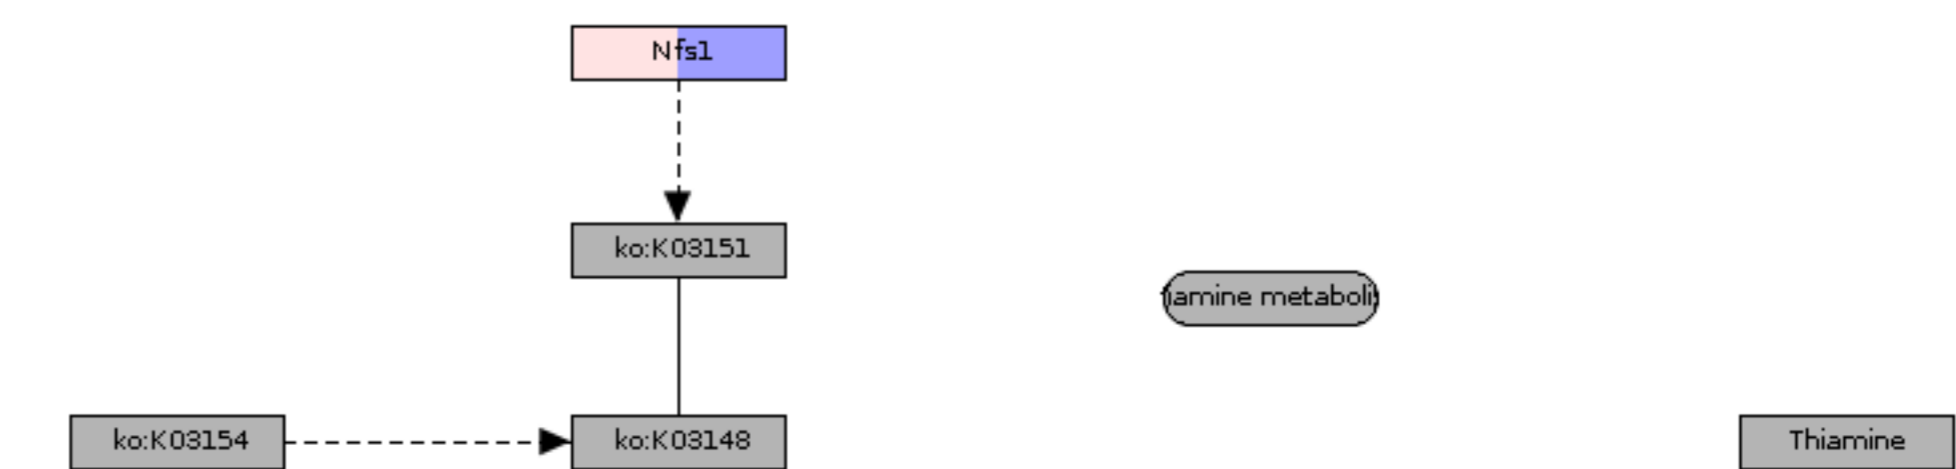 Nfs1
ko:K03151
iamine metaboli
ko:K03154
ko:K03148
Thiamine